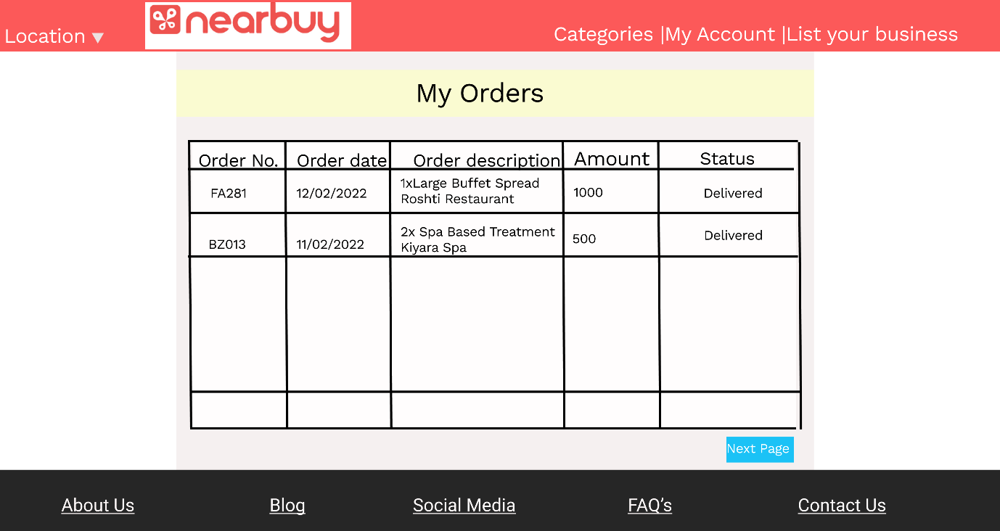 Location ▼
nearbuy
Categories |My Account |List your business
My Orders
Order No. Order date Order description Amount Status
FA281 12/02/2022 1xLarge Buffet Spread 1000 Delivered
Roshti Restaurant
BZ013 11/02/2022 2x Spa Based Treatment 500 Delivered
Kiyara Spa
Next Page
About Us Blog Social Media FAQ’s Contact Us